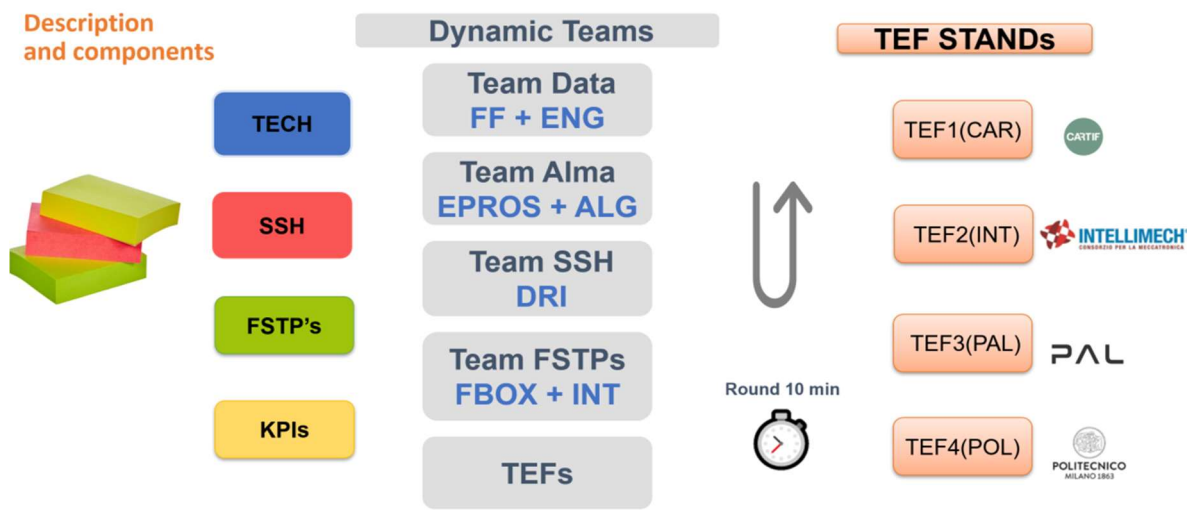 Description
and components
TECH
SSH
FSTP's
KPIs
Dynamic Teams
Team Data
FF + ENG
Team Alma
EPROS + ALG
Team SSH
DRI
Team FSTPs
FBOX + INT
TEFs
Round 10 min
TEF STANDs
TEF1(CAR)
CARTIF
TEF2(INT)
INTELLIMECH
CONSORZIO PER LA MECCATRONICA
TEF3(PAL)
PAL
TEF4(POL)
POLITECNICO
MILANO 1863